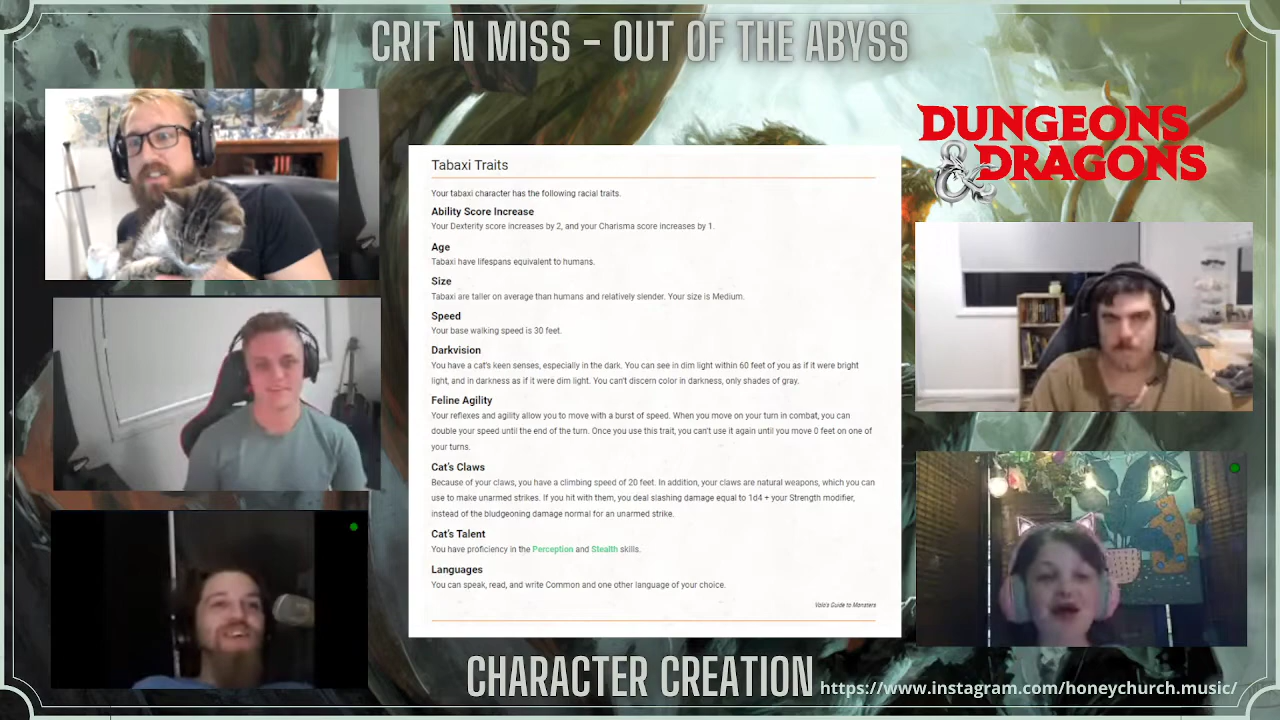 CRIT N MISS - OUT OF THE ABYSS
DUNGEONS
& DRAGONS
Tabaxi Traits
Your tabaxi character has the following racial traits.
Ability Score Increase
Your Dexterity score increases by 2, and your Charisma score increases by 1.
Age
Tabaxi have lifespans equivalent to humans.
Size
Tabaxi are taller on average than humans and relatively slender. Your size is Medium.
Speed
Your base walking speed is 30 feet.
Darkvision
You have a cat's keen senses, especially in the dark. You can see in dim light within 60 feet of you as if it were bright
light, and in darkness as if it were dim light. You can't discern color in darkness, only shades of gray.
Feline Agility
Your reflexes and agility allow you to move with a burst of speed. When you move on your turn in combat, you can
double your speed until the end of the turn. Once you use this trait, you can't use it again until you move 0 feet on one of
your turns.
Cat's Claws
Because of your claws, you have a climbing speed of 20 feet. In addition, your claws are natural weapons, which you can
use to make unarmed strikes. If you hit with them, you deal slashing damage equal to 1d4 + your Strength modifier,
instead of the bludgeoning damage normal for an unarmed strike.
Cat's Talent
You have proficiency in the Perception and Stealth skills.
Languages
You can speak, read, and write Common and one other language of your choice.
Volo's Guide to Monsters
CHARACTER CREATION
https://www.instagram.com/honeychurch.music/